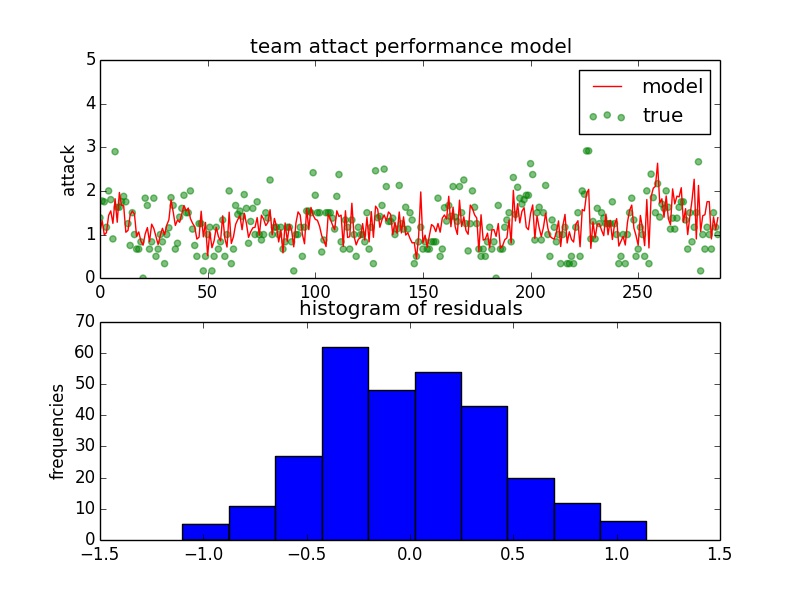 team attact performance model
5
4
3
2
1
0
attack
model
true
0 50 100 150 200 250
histogram of residuals
70
60
50
40
30
20
10
0
frequencies
−1.5 −1.0 −0.5 0.0 0.5 1.0 1.5